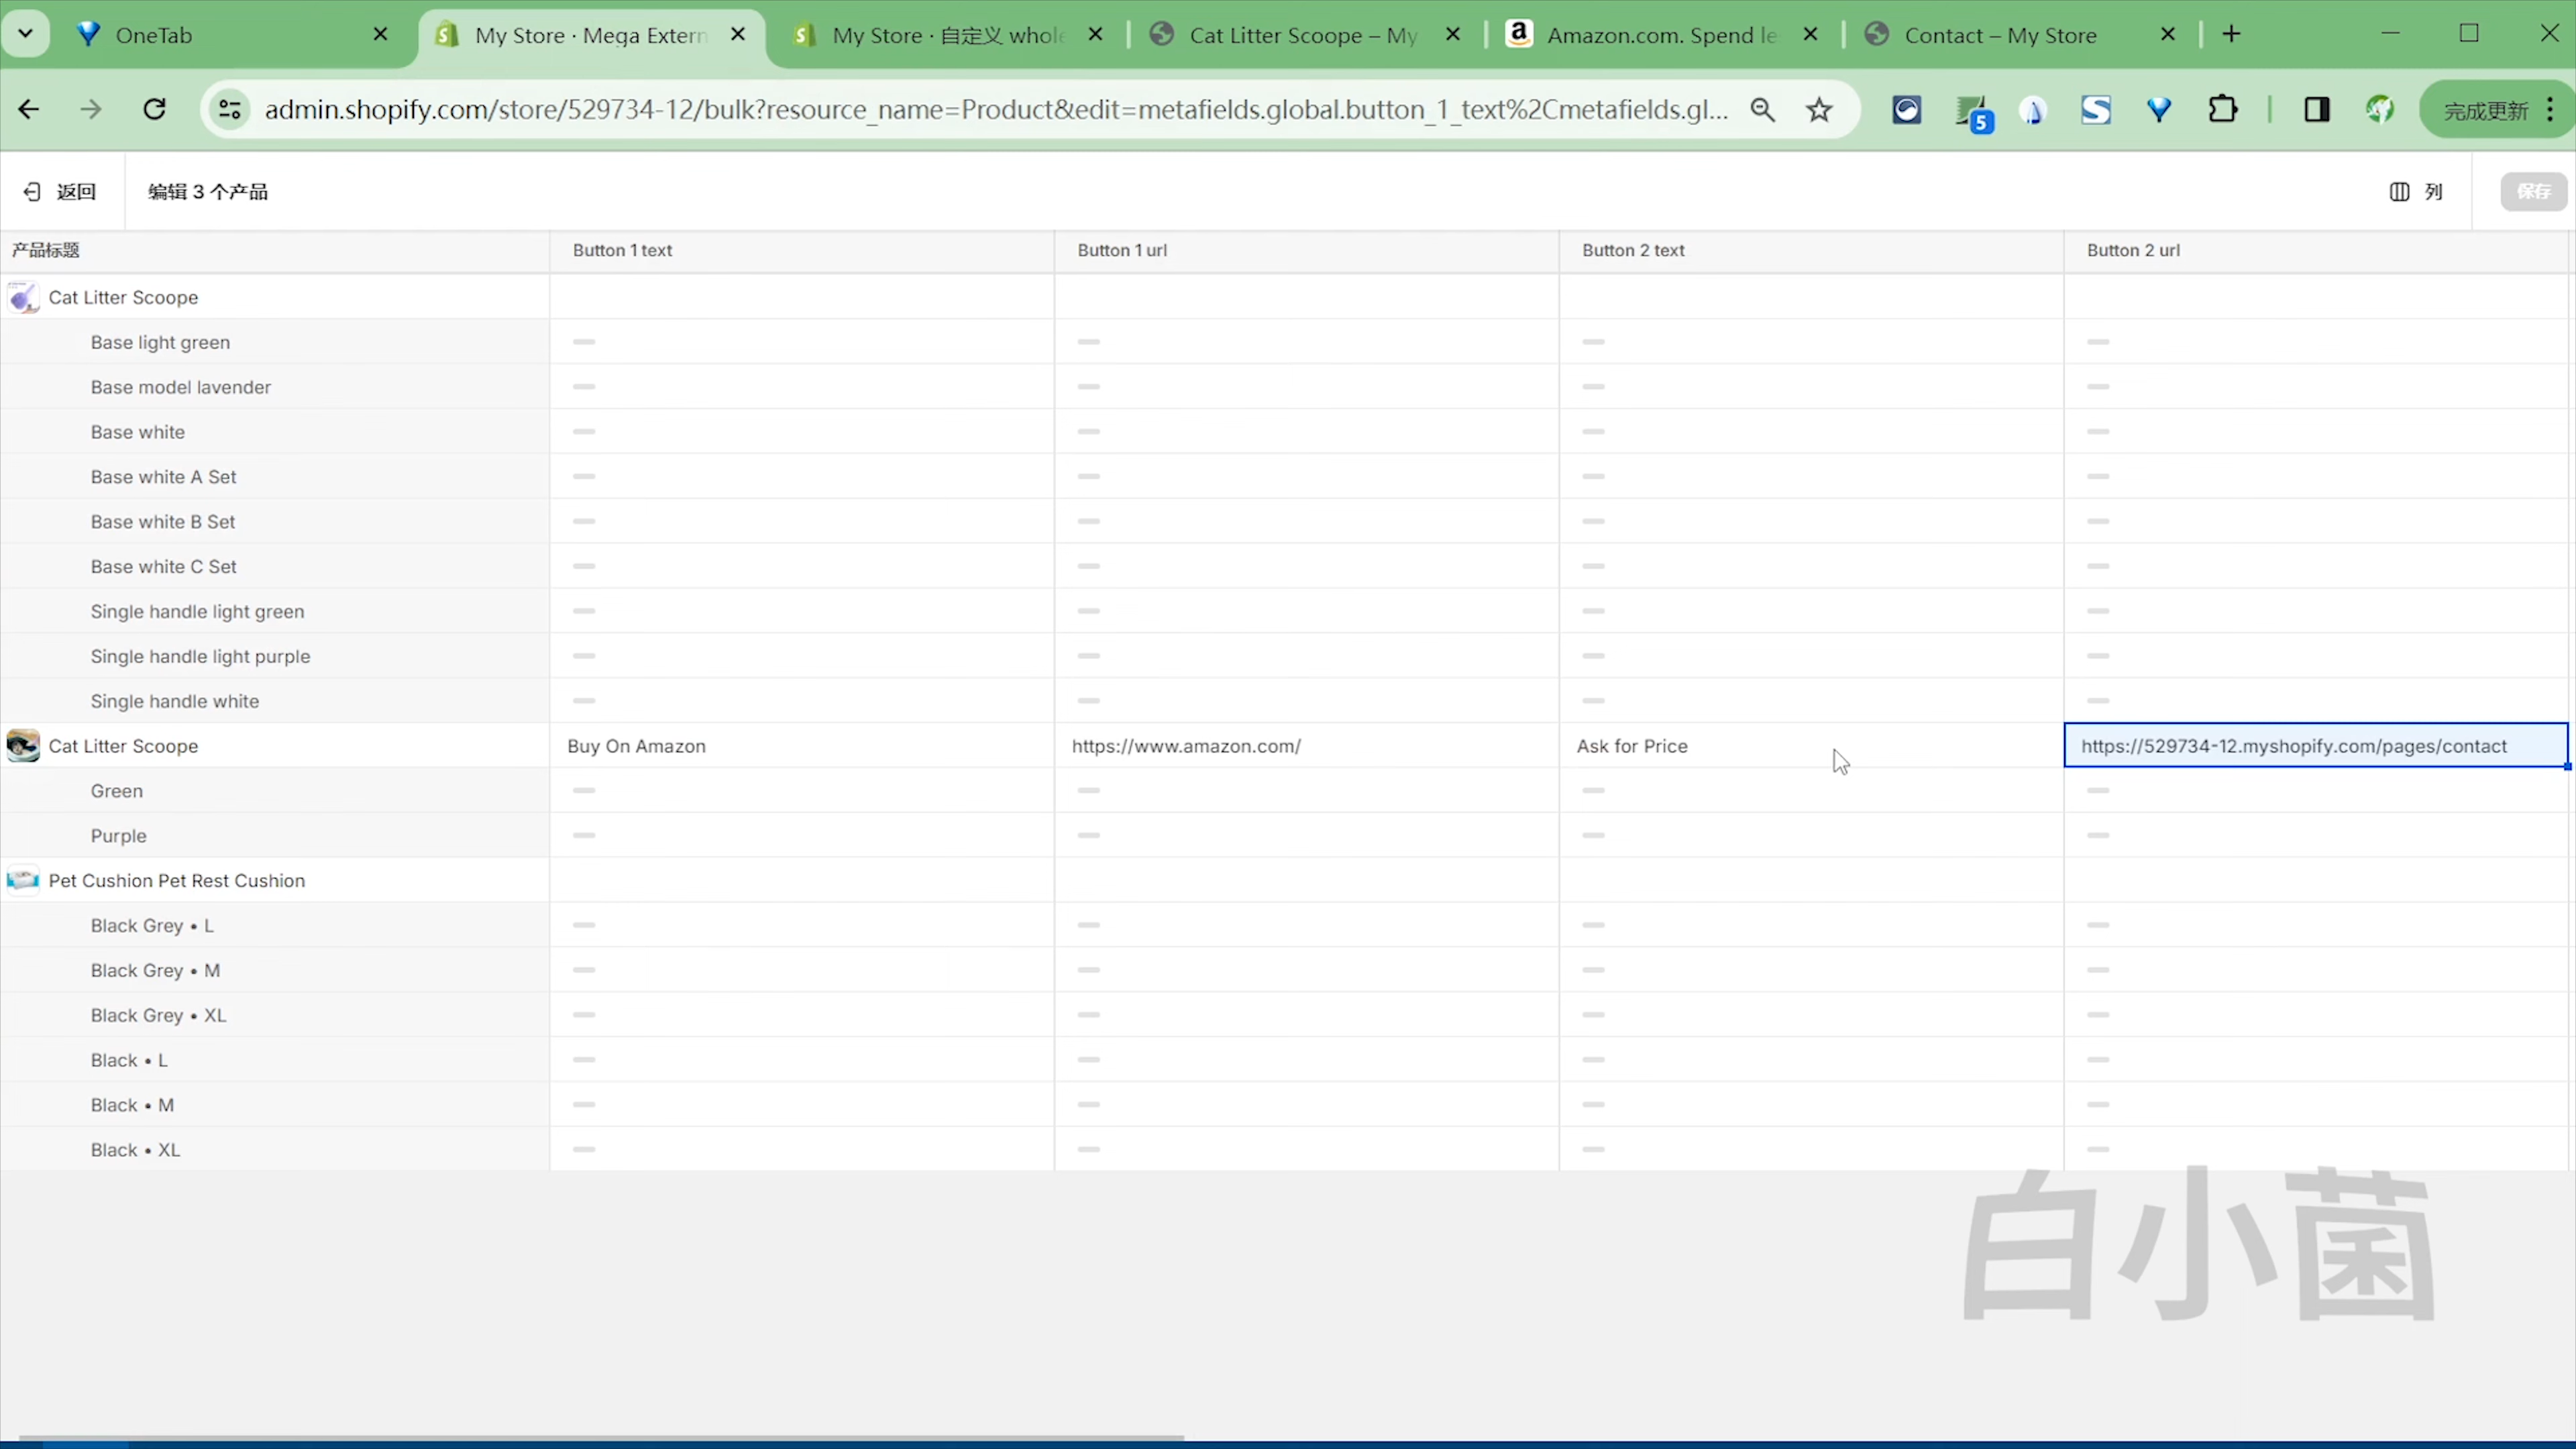 OneTab
My Store · Mega Extern
My Store · 自定义 whole
Cat Litter Scoope – My
Amazon.com. Spend le
Contact – My Store
admin.shopify.com/store/529734-12/bulk?resource_name=Product&edit=metafields.global.button_1_text%2Cmetafields.gl...
5
完成更新
返回
编辑 3 个产品
列
保存
产品标题
Button 1 text
Button 1 url
Button 2 text
Button 2 url
Cat Litter Scoope
Base light green
Base model lavender
Base white
Base white A Set
Base white B Set
Base white C Set
Single handle light green
Single handle light purple
Single handle white
Cat Litter Scoope
Buy On Amazon
https://www.amazon.com/
Ask for Price
https://529734-12.myshopify.com/pages/contact
Green
Purple
Pet Cushion Pet Rest Cushion
Black Grey • L
Black Grey • M
Black Grey • XL
Black • L
Black • M
Black • XL
白小菌